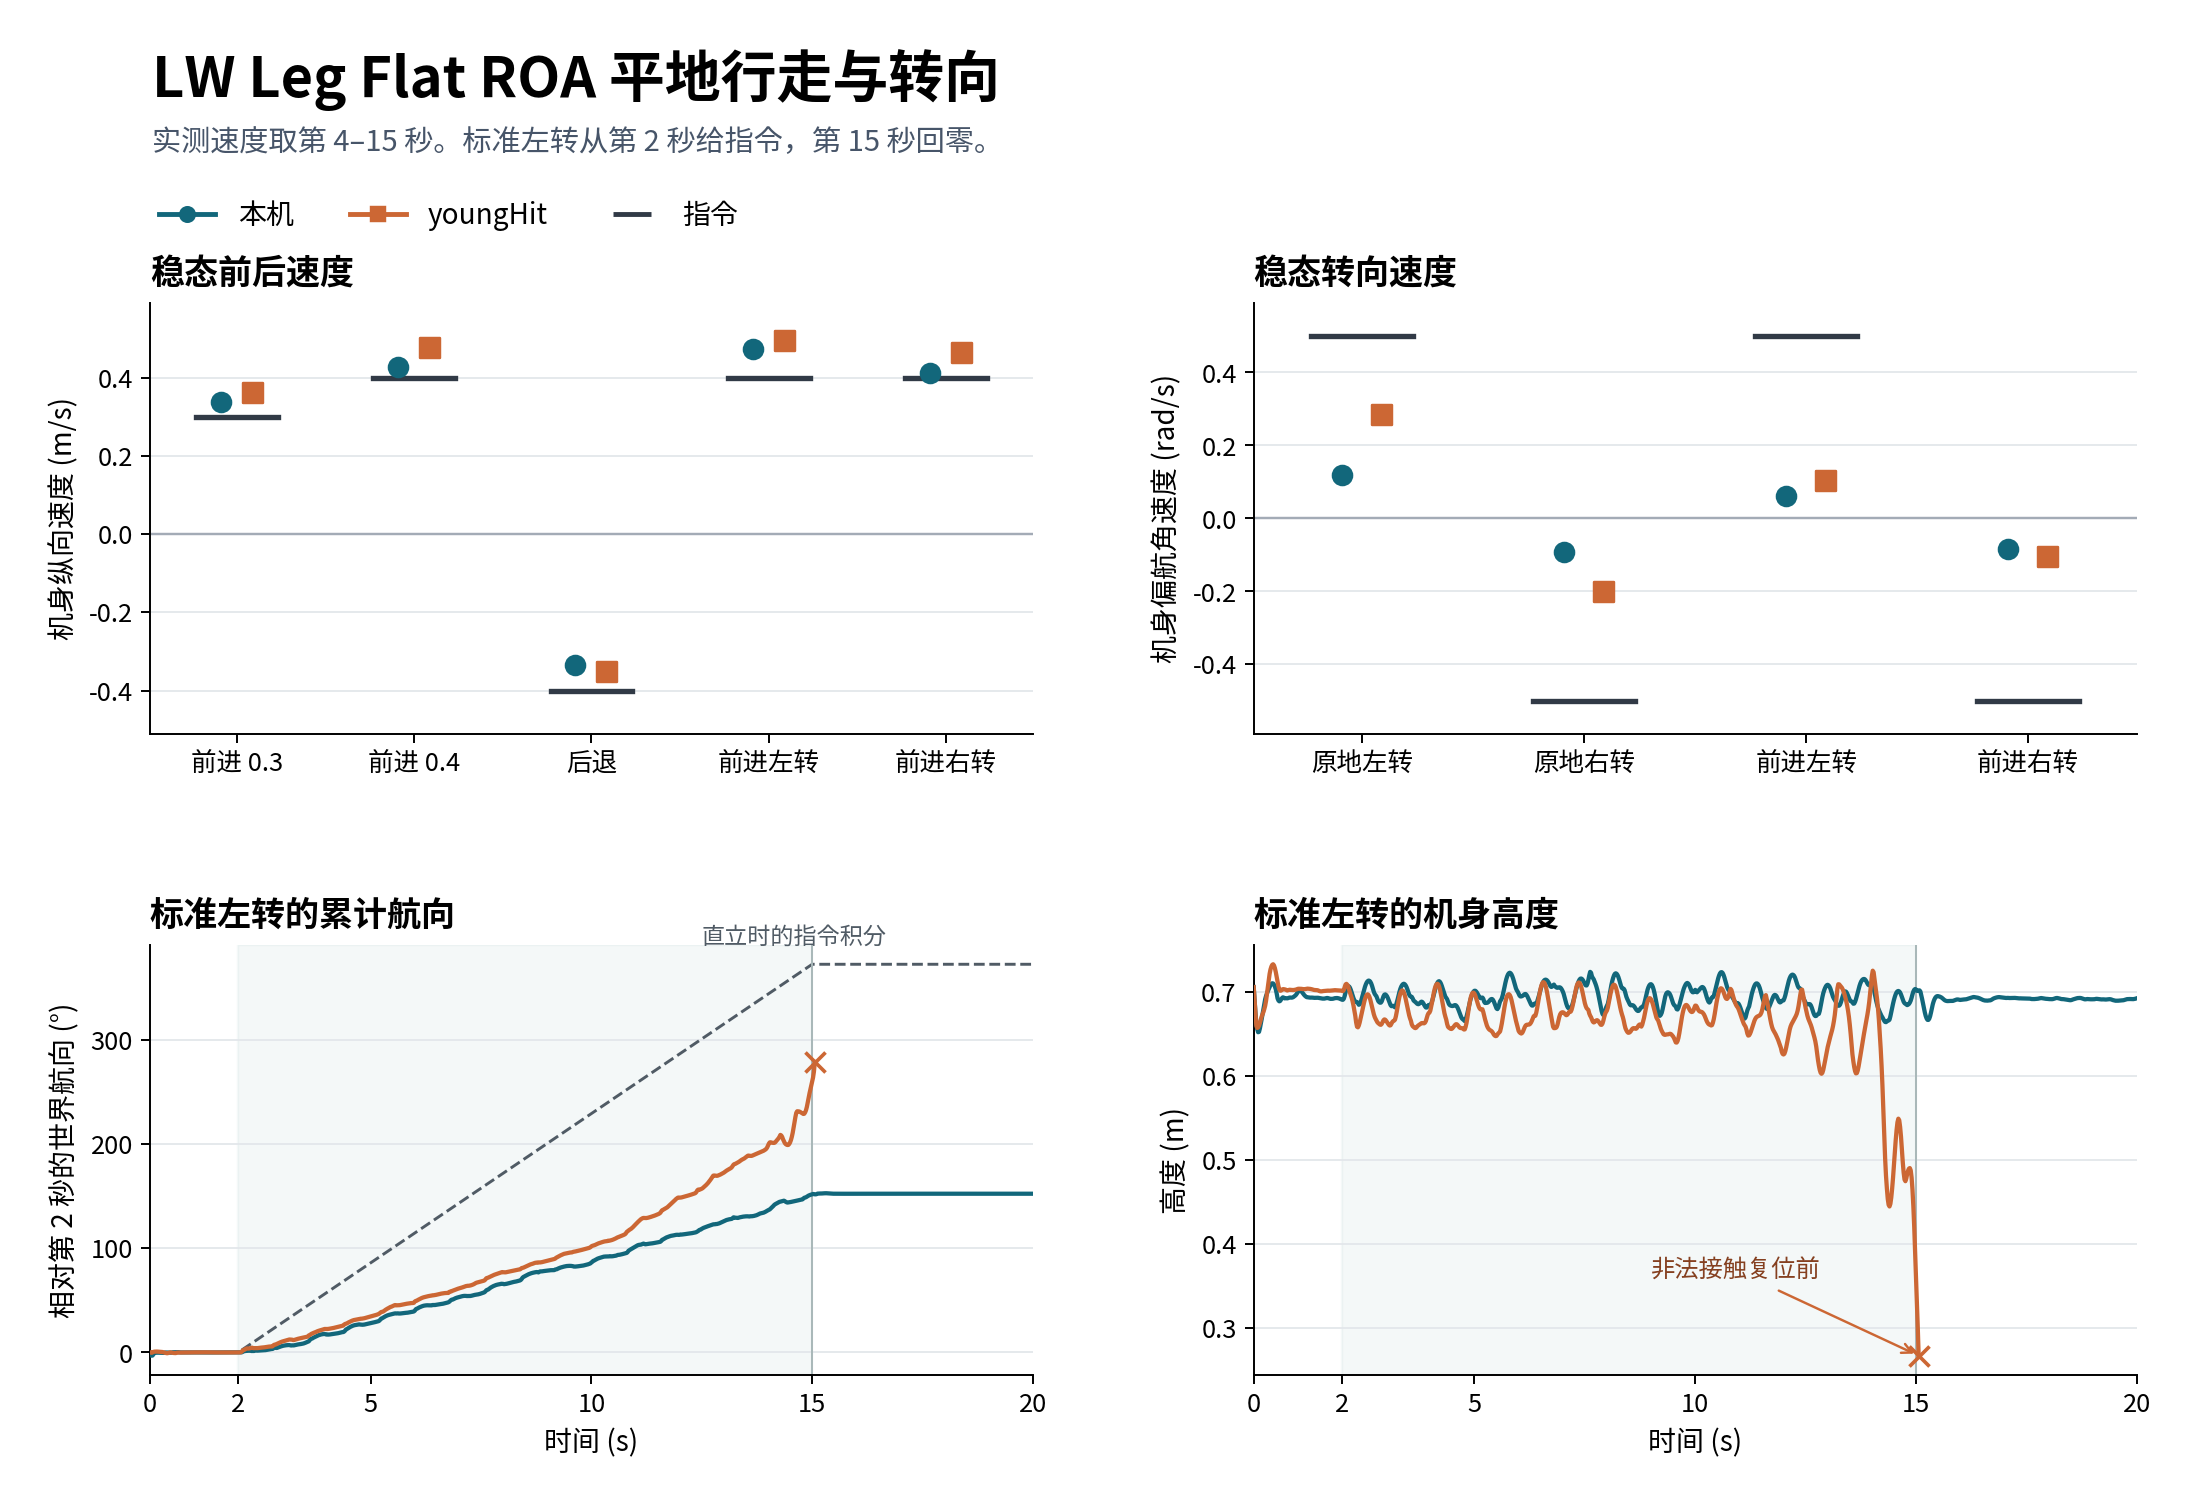 LW Leg Flat ROA 平地行走与转向
实测速度取第 4–15 秒。标准左转从第 2 秒给指令，第 15 秒回零。
本机
youngHit
指令
稳态前后速度
机身纵向速度 (m/s)
0.4
0.2
0.0
-0.2
-0.4
前进 0.3
前进 0.4
后退
前进左转
前进右转
稳态转向速度
机身偏航角速度 (rad/s)
0.4
0.2
0.0
-0.2
-0.4
原地左转
原地右转
前进左转
前进右转
标准左转的累计航向
直立时的指令积分
相对第 2 秒的世界航向 (°)
300
200
100
0
0
2
5
10
15
20
时间 (s)
标准左转的机身高度
高度 (m)
0.7
0.6
0.5
0.4
0.3
非法接触复位前
0
2
5
10
15
20
时间 (s)